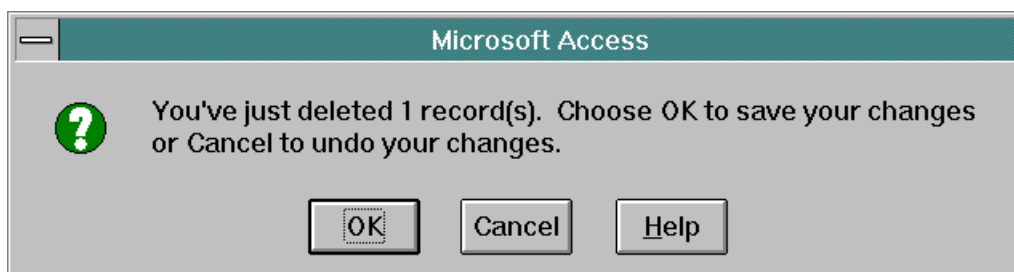 Microsoft Access
You've just deleted 1 record(s).  Choose OK to save your changes
or Cancel to undo your changes.
OK Cancel Help